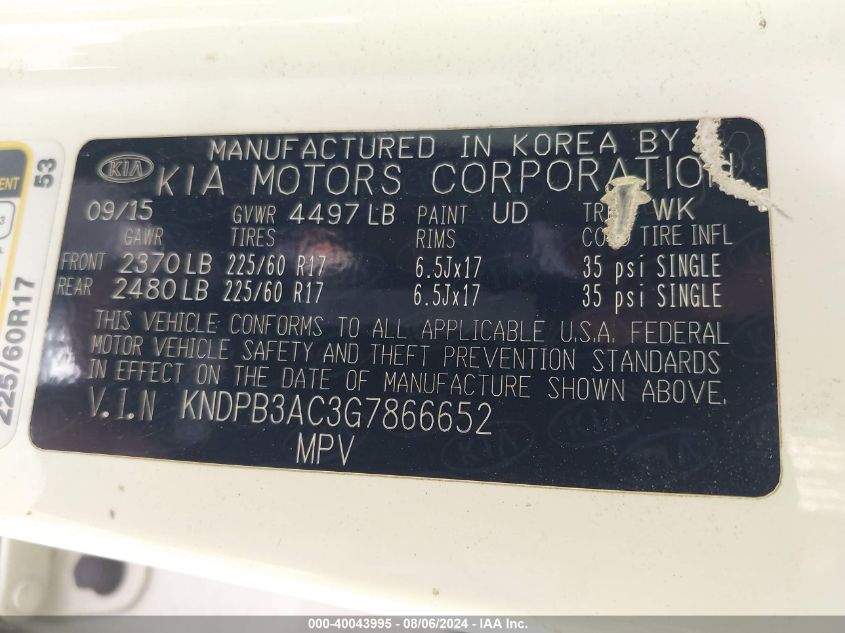 MANUFACTURED IN KOREA BY
KIA KIA MOTORS CORPORATION
09/15 GVWR 4497 LB PAINT UD WK
GAWR TIRES RIMS TIRE INFL
FRONT 2370 LB 225/60 R17 6.5Jx17 35 psi SINGLE
REAR 2480 LB 225/60 R17 6.5Jx17 35 psi SINGLE
THIS VEHICLE CONFORMS TO ALL APPLICABLE U.S.A. FEDERAL
MOTOR VEHICLE SAFETY AND THEFT PREVENTION STANDARDS
IN EFFECT ON THE DATE OF MANUFACTURE SHOWN ABOVE.
V.I.N KNDPB3AC3G7866652
MPV
53
225/60R17
000-40043995 - 08/06/2024 - IAA Inc.